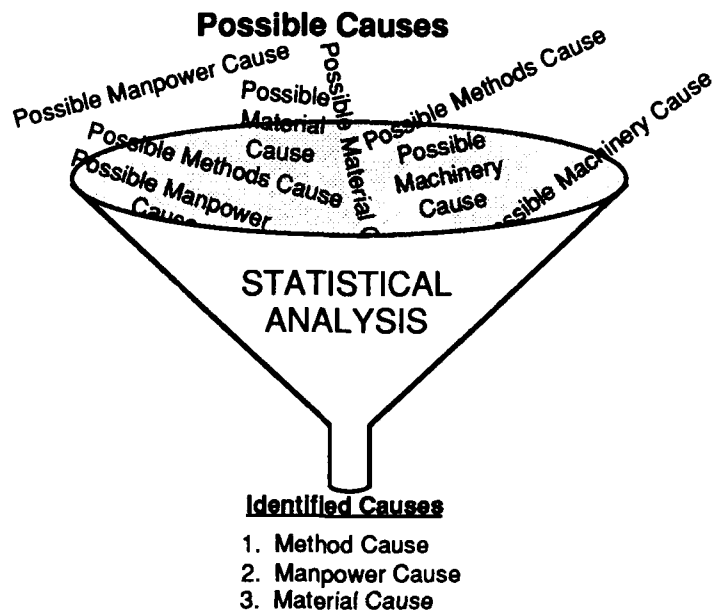 Possible Causes
Possible Manpower Cause
Possible
Material
Cause
Possible Material
Possible Methods Cause
Possible Machinery Cause
Possible Methods Cause
Possible
Machinery
Cause
Possible Manpower
Cause
STATISTICAL
ANALYSIS
Identified Causes
1. Method Cause
2. Manpower Cause
3. Material Cause